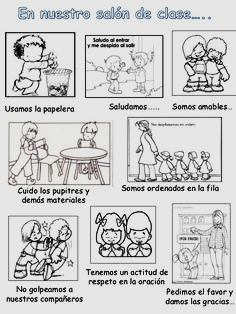 En nuestro salón de clase.....
Saludo al entrar
y me despido al salir
Usamos la papelera
Saludamos.....
Somos amables..
Nos desplazamos en orden
Cuido los pupitres y
demás materiales
Somos ordenados en la fila
¡POR FAVOR!
No golpeamos a
nuestros compañeros
Tenemos un actitud de
respeto en la oración
Pedimos el favor y
damos las gracias...